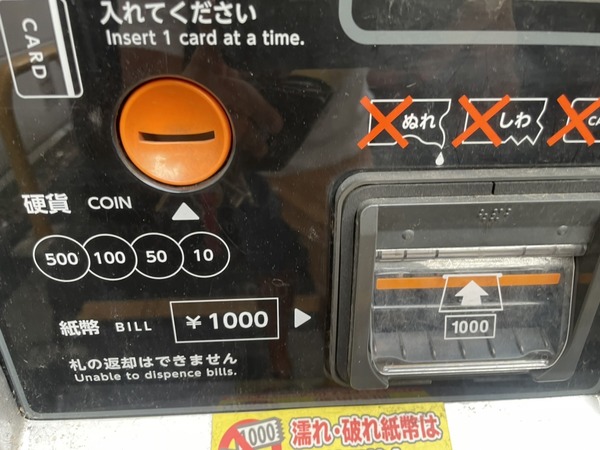 入れてください
Insert 1 card at a time.
CARD
ぬれ
しわ
CA
硬貨 COIN
500 100 50 10
紙幣 BILL ¥1000
1000
札の返却はできません
Unable to dispence bills.
1000
濡れ・破れ紙幣は